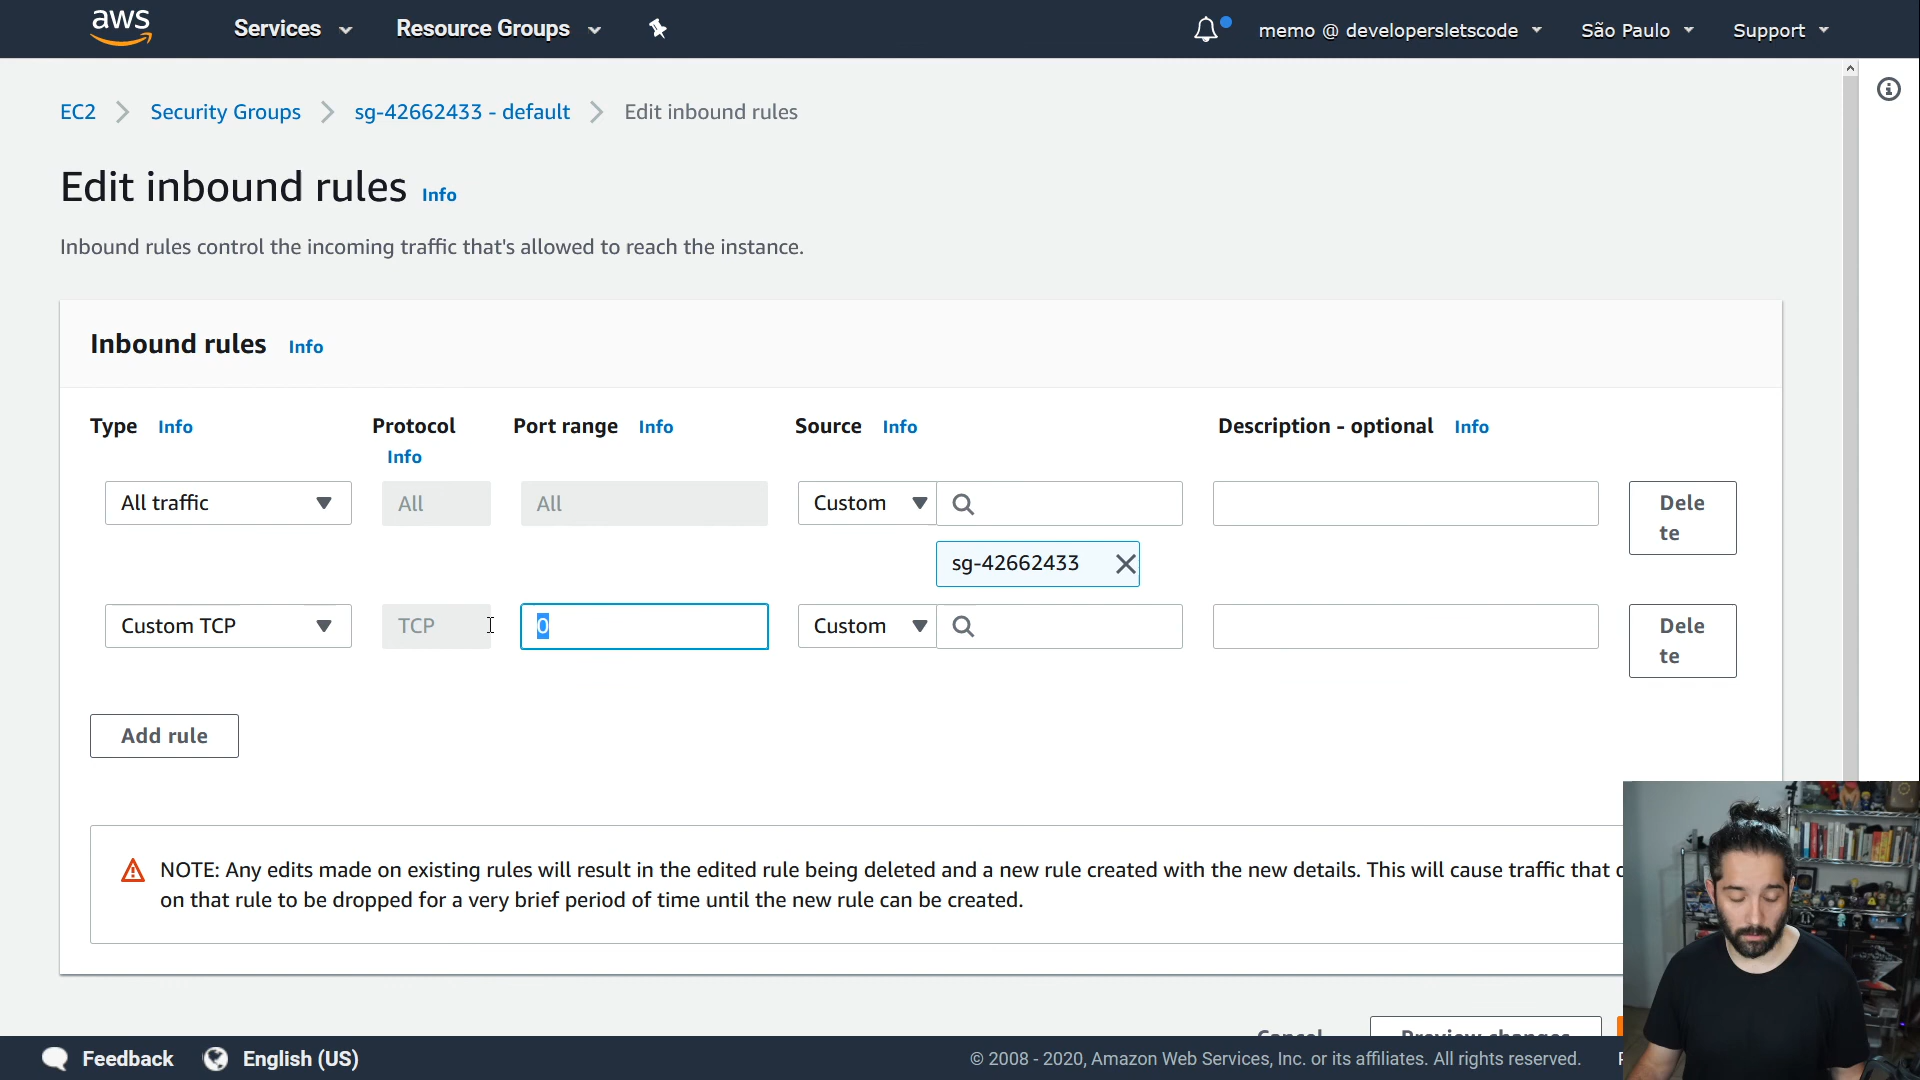 aws Services Resource Groups memo @ developersletscode São Paulo Support
EC2 Security Groups sg-42662433 - default Edit inbound rules
Edit inbound rules Info
Inbound rules control the incoming traffic that's allowed to reach the instance.
Inbound rules Info
Type Info Protocol Info Port range Info Source Info Description - optional Info
All traffic All All Custom Dele
te
sg-42662433
Custom TCP TCP 0 Custom Dele
te
Add rule
NOTE: Any edits made on existing rules will result in the edited rule being deleted and a new rule created with the new details. This will cause traffic that
on that rule to be dropped for a very brief period of time until the new rule can be created.
Cancel Preview changes
Feedback English (US) © 2008 - 2020, Amazon Web Services, Inc. or its affiliates. All rights reserved.